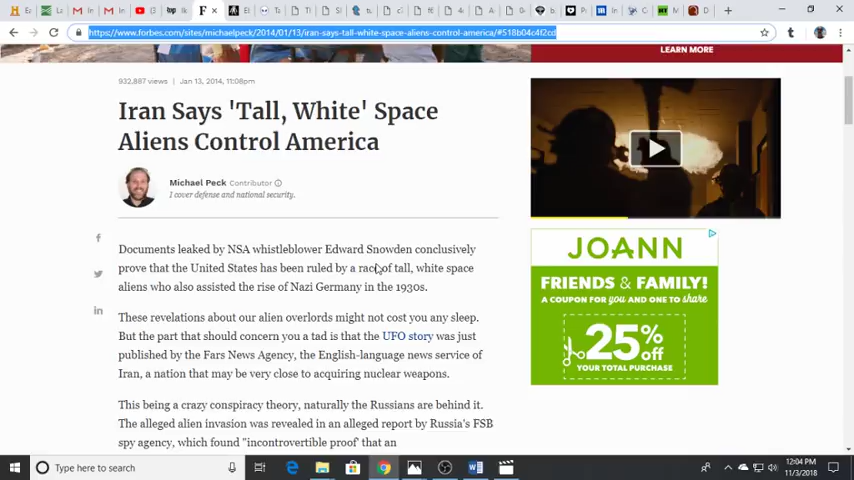 https://www.forbes.com/sites/michaelpeck/2014/01/13/iran-says-tall-white-space-aliens-control-america/#518b04c4f2cd
LEARN MORE
932,887 views | Jan 13, 2014, 11:08pm
Iran Says 'Tall, White' Space
Aliens Control America
Michael Peck Contributor
I cover defense and national security.
Documents leaked by NSA whistleblower Edward Snowden conclusively
prove that the United States has been ruled by a race of tall, white space
aliens who also assisted the rise of Nazi Germany in the 1930s.
These revelations about our alien overlords might not cost you any sleep.
But the part that should concern you a tad is that the UFO story was just
published by the Fars News Agency, the English-language news service of
Iran, a nation that may be very close to acquiring nuclear weapons.
This being a crazy conspiracy theory, naturally the Russians are behind it.
The alleged alien invasion was revealed in an alleged report by Russia's FSB
spy agency, which found "incontrovertible proof' that an
JOANN
FRIENDS & FAMILY!
A COUPON FOR you AND ONE TO share
25% off
YOUR TOTAL PURCHASE
Type here to search
12:04 PM
11/3/2018